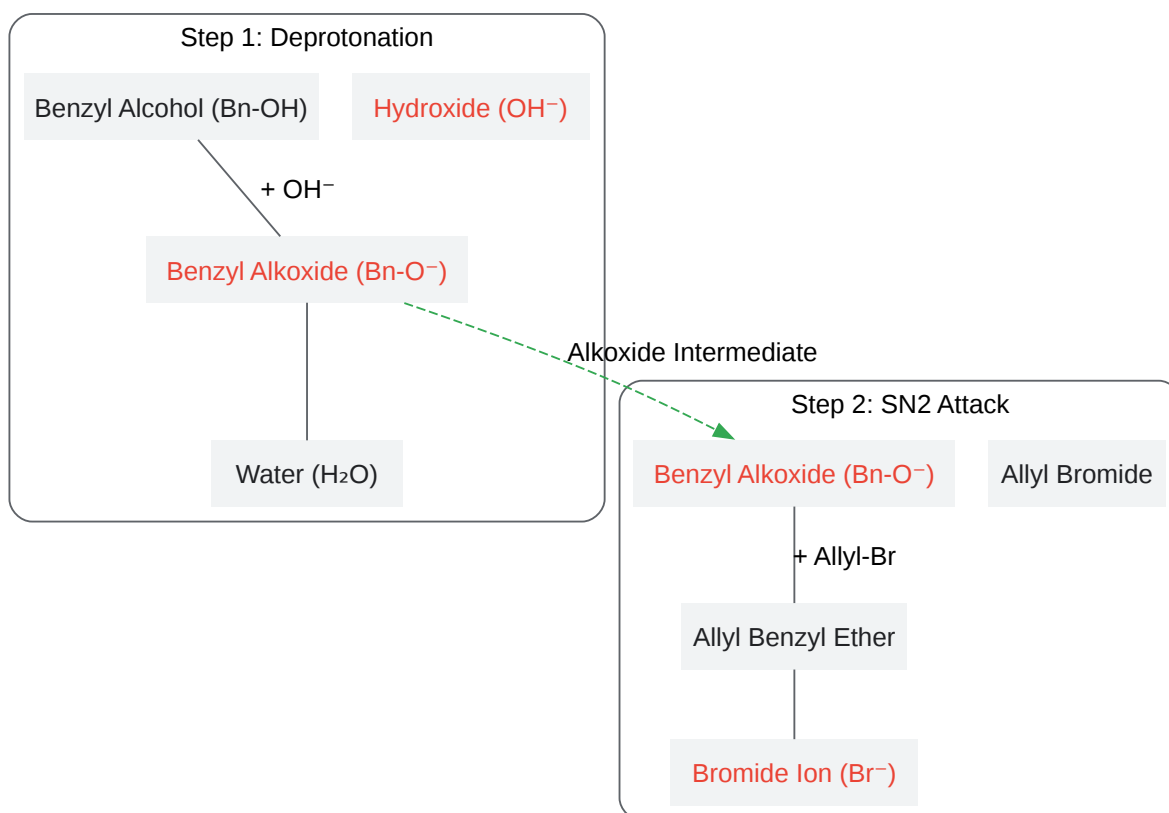 Step 1: Deprotonation
Benzyl Alcohol (Bn-OH)
Hydroxide (OH⁻)
+ OH⁻
Benzyl Alkoxide (Bn-O⁻)
Water (H₂O)
Alkoxide Intermediate
Step 2: SN2 Attack
Benzyl Alkoxide (Bn-O⁻)
Allyl Bromide
+ Allyl-Br
Allyl Benzyl Ether
Bromide Ion (Br⁻)